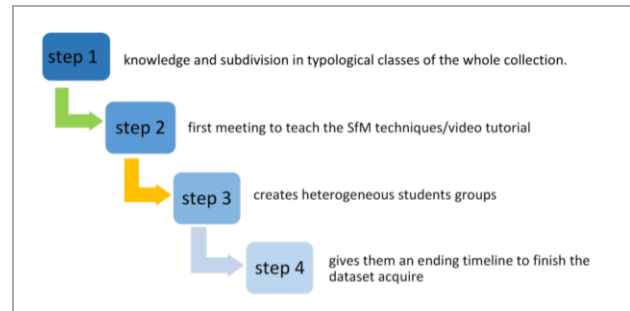 step 1
knowledge and subdivision in typological classes of the whole collection.
step 2
first meeting to teach the SfM techniques/video tutorial
step 3
creates heterogeneous students groups
step 4
gives them an ending timeline to finish the
dataset acquire